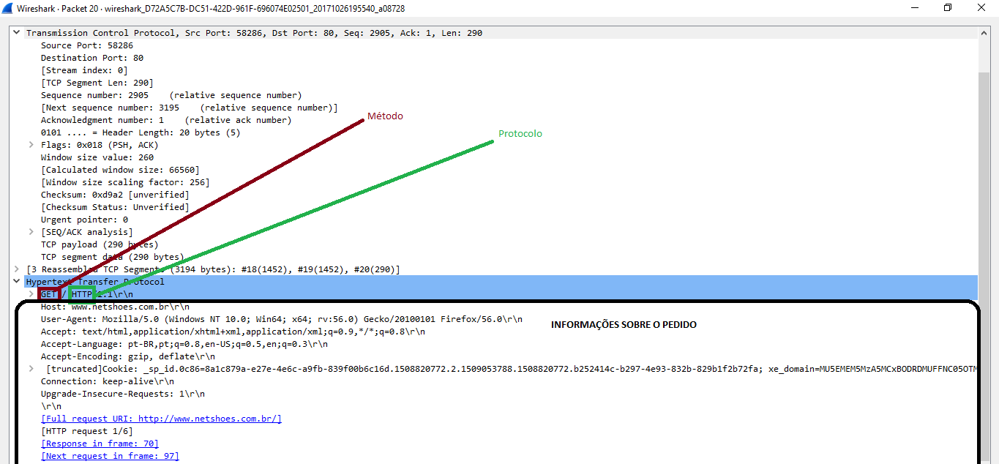 Wireshark · Packet 20 · wireshark_D72A5C7B-DC51-422D-961F-696074E02501_20171026195540_a08728
Transmission Control Protocol, Src Port: 58286, Dst Port: 80, Seq: 2905, Ack: 1, Len: 290
Source Port: 58286
Destination Port: 80
[Stream index: 0]
[TCP Segment Len: 290]
Sequence number: 2905    (relative sequence number)
[Next sequence number: 3195    (relative sequence number)]
Acknowledgment number: 1    (relative ack number)
Método
0101 .... = Header Length: 20 bytes (5)
Protocolo
Flags: 0x018 (PSH, ACK)
Window size value: 260
[Calculated window size: 66560]
[Window size scaling factor: 256]
Checksum: 0xd9a2 [unverified]
[Checksum Status: Unverified]
Urgent pointer: 0
[SEQ/ACK analysis]
TCP payload (290 bytes)
TCP segment data (290 bytes)
[3 Reassembled TCP Segments (3194 bytes): #18(1452), #19(1452), #20(290)]
Hypertext Transfer Protocol
GET / HTTP/1.1\r\n
Host: www.netshoes.com.br\r\n
User-Agent: Mozilla/5.0 (Windows NT 10.0; Win64; x64; rv:56.0) Gecko/20100101 Firefox/56.0\r\n
INFORMAÇÕES SOBRE O PEDIDO
Accept: text/html,application/xhtml+xml,application/xml;q=0.9,*/*;q=0.8\r\n
Accept-Language: pt-BR,pt;q=0.8,en-US;q=0.5,en;q=0.3\r\n
Accept-Encoding: gzip, deflate\r\n
[truncated]Cookie: _sp_id.0c86=8a1c879a-e27e-4e6c-a9fb-839f00b6c16d.1508820772.2.1509053788.1508820772.b252414c-b297-4e93-832b-829b1f2b72fa; xe_domain=MU5EMEM5MzA5MCxBODRDMUFFNC05OTM
Connection: keep-alive\r\n
Upgrade-Insecure-Requests: 1\r\n
\r\n
[Full request URI: http://www.netshoes.com.br/]
[HTTP request 1/6]
[Response in frame: 70]
[Next request in frame: 97]